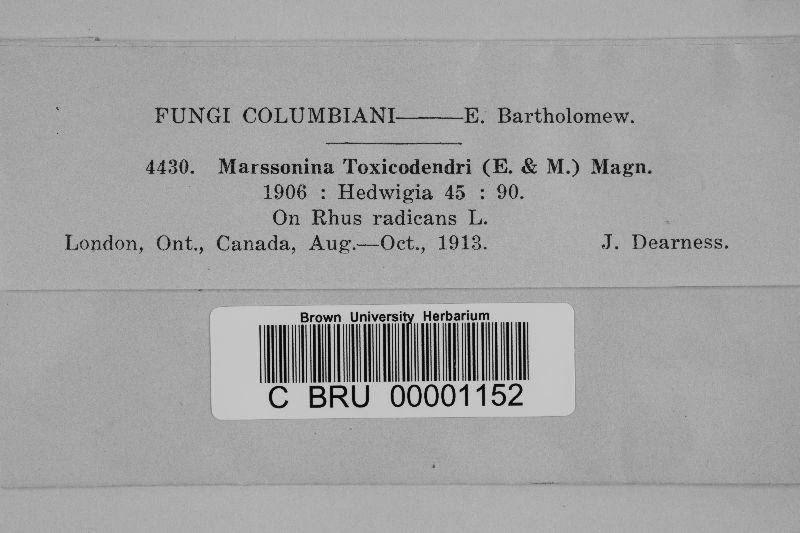 FUNGI COLUMBIANI———E. Bartholomew.
4430. Marssonina Toxicodendri (E. & M.) Magn.
1906 : Hedwigia 45 : 90.
On Rhus radicans L.
London, Ont., Canada, Aug.—Oct., 1913. J. Dearness.
Brown University Herbarium
C BRU 00001152